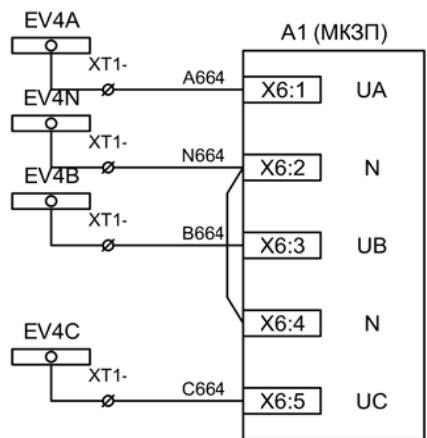 EV4A
A1 (МКЗП)
XT1-
A664
X6:1
UA
EV4N
XT1-
N664
X6:2
N
EV4B
XT1-
B664
X6:3
UB
X6:4
N
EV4C
XT1-
C664
X6:5
UC